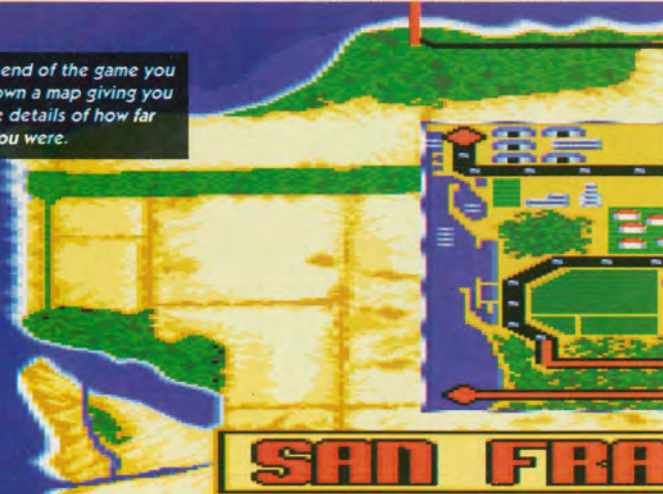 end of the game you
own a map giving you
e details of how far
ou were.
SAN FRA